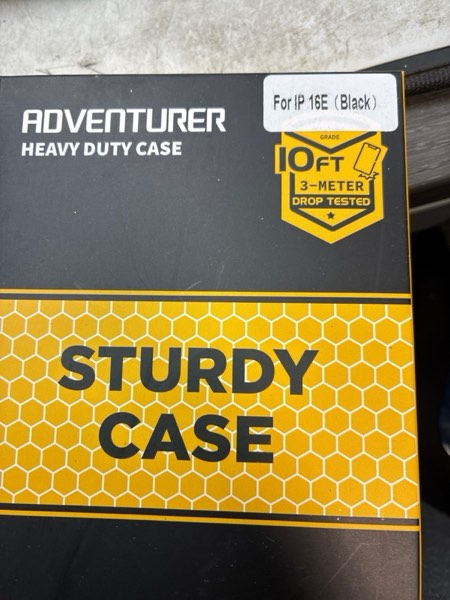 For IP 16E (Black)
ADVENTURER
HEAVY DUTY CASE
GRADE
10FT
3-METER
DROP TESTED
STURDY
CASE